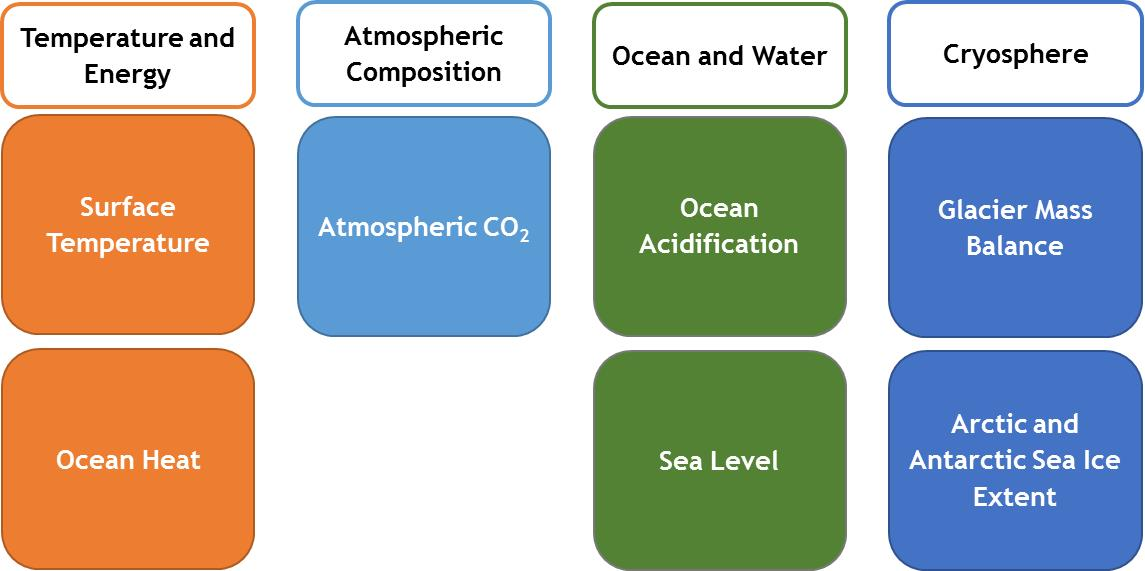 Temperature and
Energy
Atmospheric
Composition
Ocean and Water
Cryosphere
Surface
Temperature
Atmospheric CO₂
Ocean
Acidification
Glacier Mass
Balance
Ocean Heat
Sea Level
Arctic and
Antarctic Sea Ice
Extent